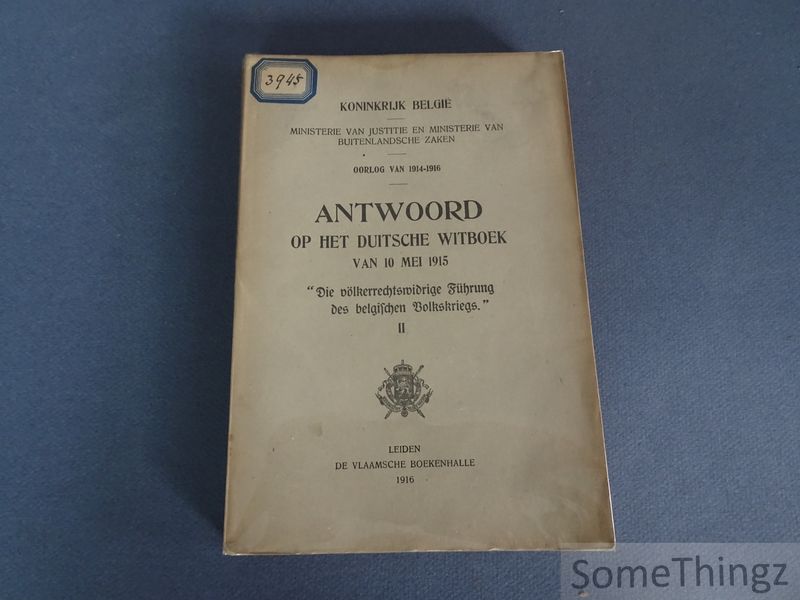 3945
KONINKRIJK BELGIË
MINISTERIE VAN JUSTITIE EN MINISTERIE VAN
BUITENLANDSCHE ZAKEN
OORLOG VAN 1914-1916
ANTWOORD
OP HET DUITSCHE WITBOEK
VAN 10 MEI 1915
“Die völkerrechtswidrige Führung
des belgiſchen Volkskriegs.”
II
LEIDEN
DE VLAAMSCHE BOEKENHALLE
1916
SomeThingz